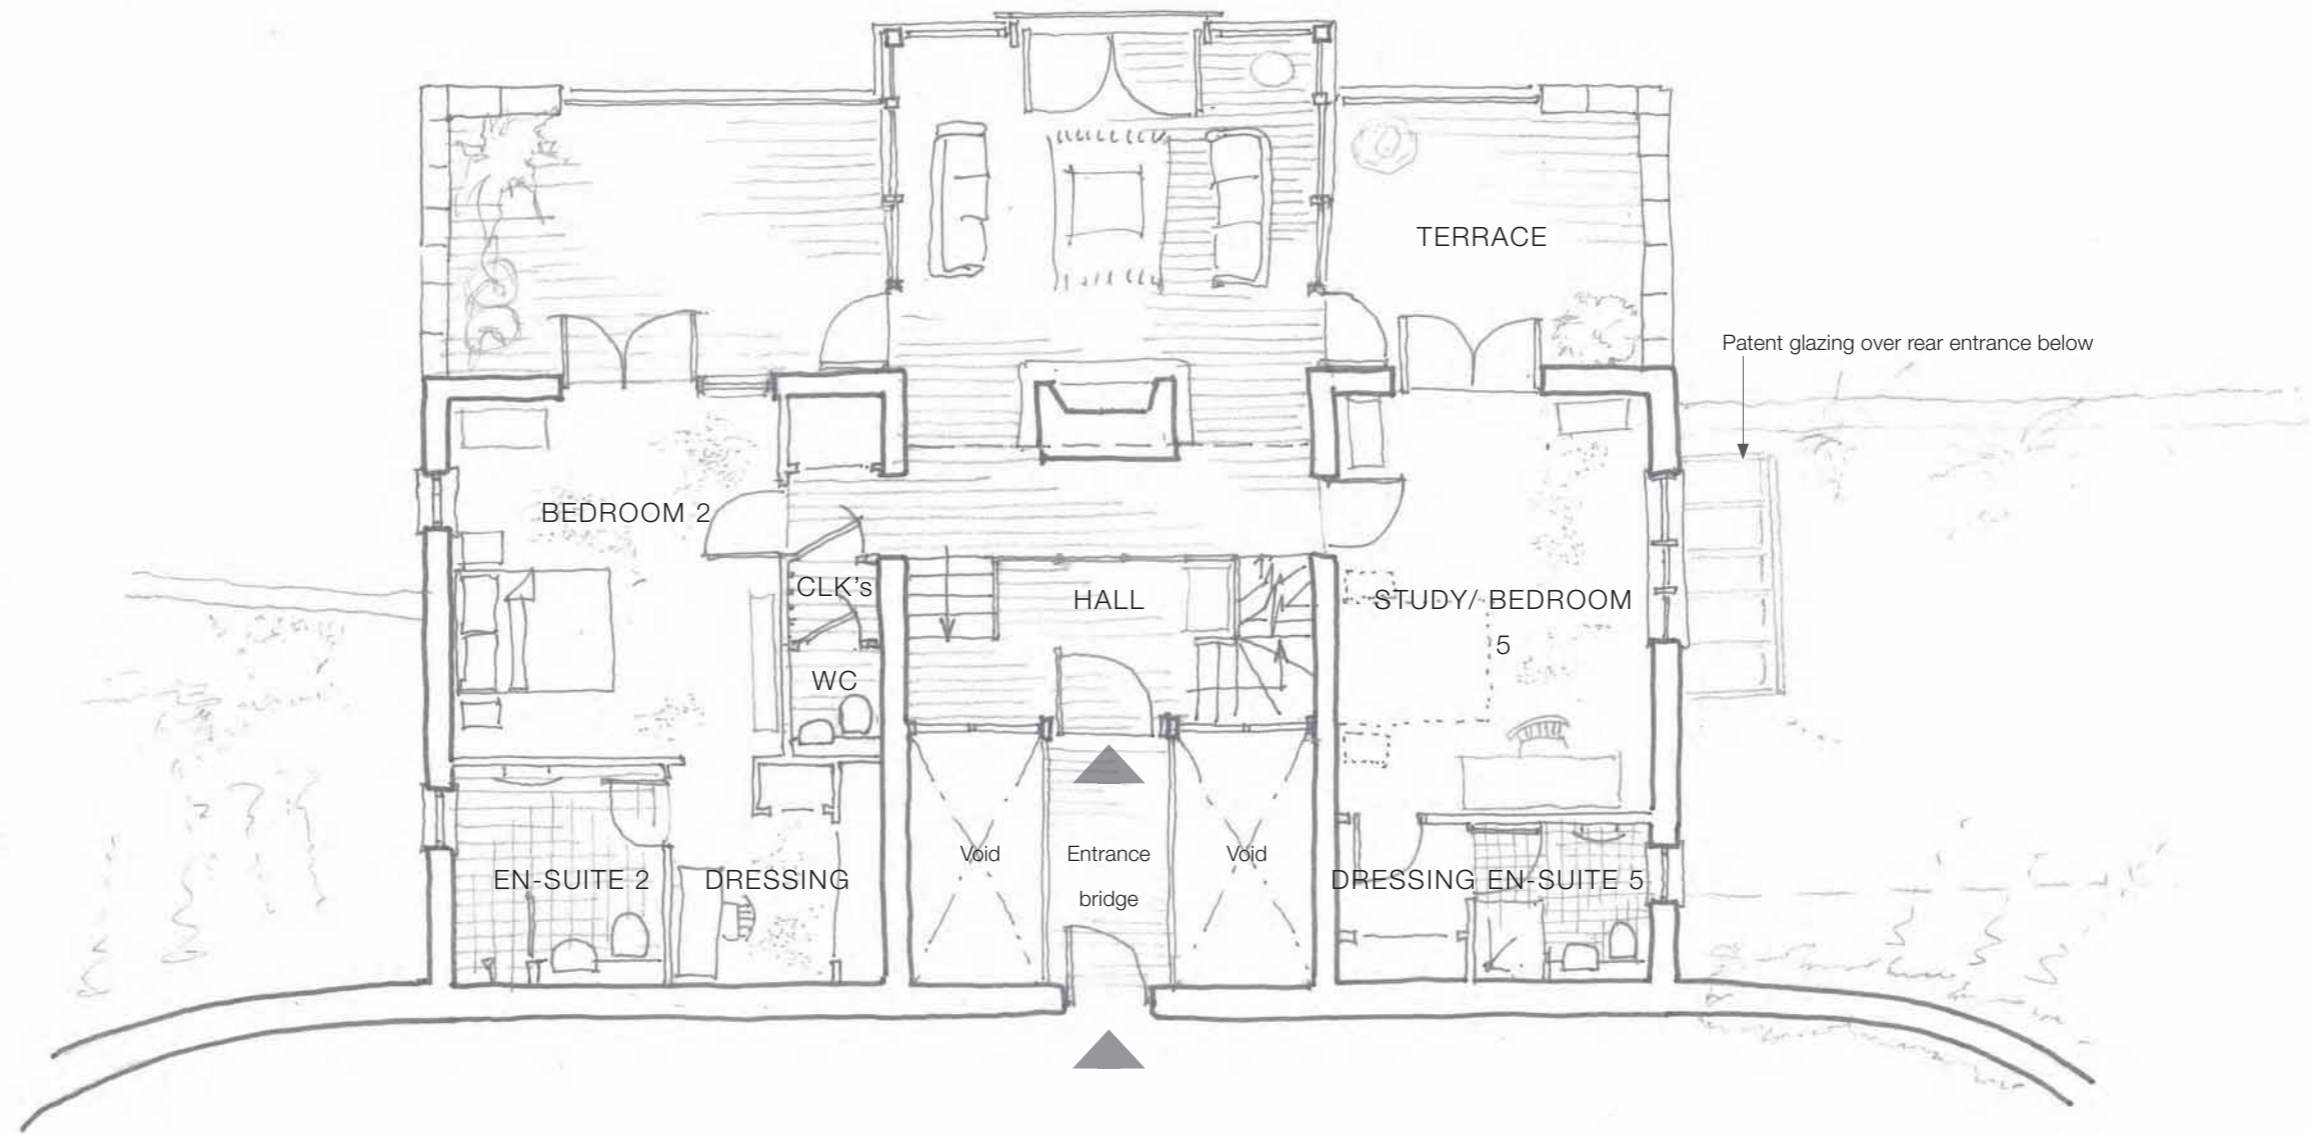 TERRACE
Patent glazing over rear entrance below
BEDROOM 2
CLK's
HALL
STUDY/ BEDROOM
5
WC
Void
Entrance
bridge
Void
EN-SUITE 2
DRESSING
DRESSING
EN-SUITE 5